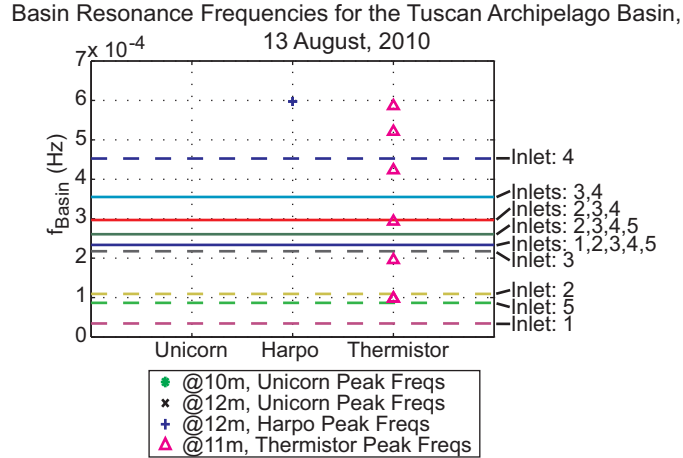 Basin Resonance Frequencies for the Tuscan Archipelago Basin,
13 August, 2010
7 x 10^-4
6
5
4
3
2
1
0
f_Basin (Hz)
Inlet: 4
Inlets: 3,4
Inlets: 2,3,4
Inlets: 2,3,4,5
Inlets: 1,2,3,4,5
Inlet: 3
Inlet: 2
Inlet: 5
Inlet: 1
Unicorn Harpo Thermistor
@10m, Unicorn Peak Freqs
@12m, Unicorn Peak Freqs
@12m, Harpo Peak Freqs
@11m, Thermistor Peak Freqs